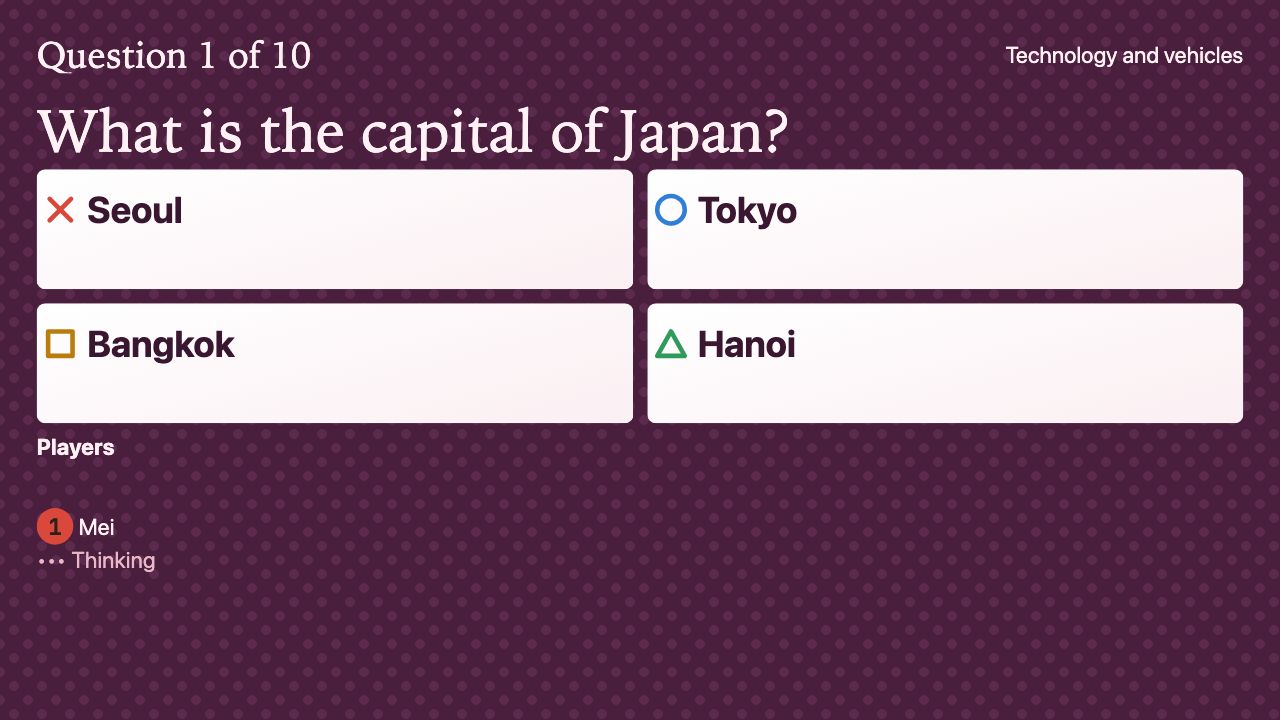 Question 1 of 10
Technology and vehicles
What is the capital of Japan?
Seoul
Tokyo
Bangkok
Hanoi
Players
1 Mei
••• Thinking